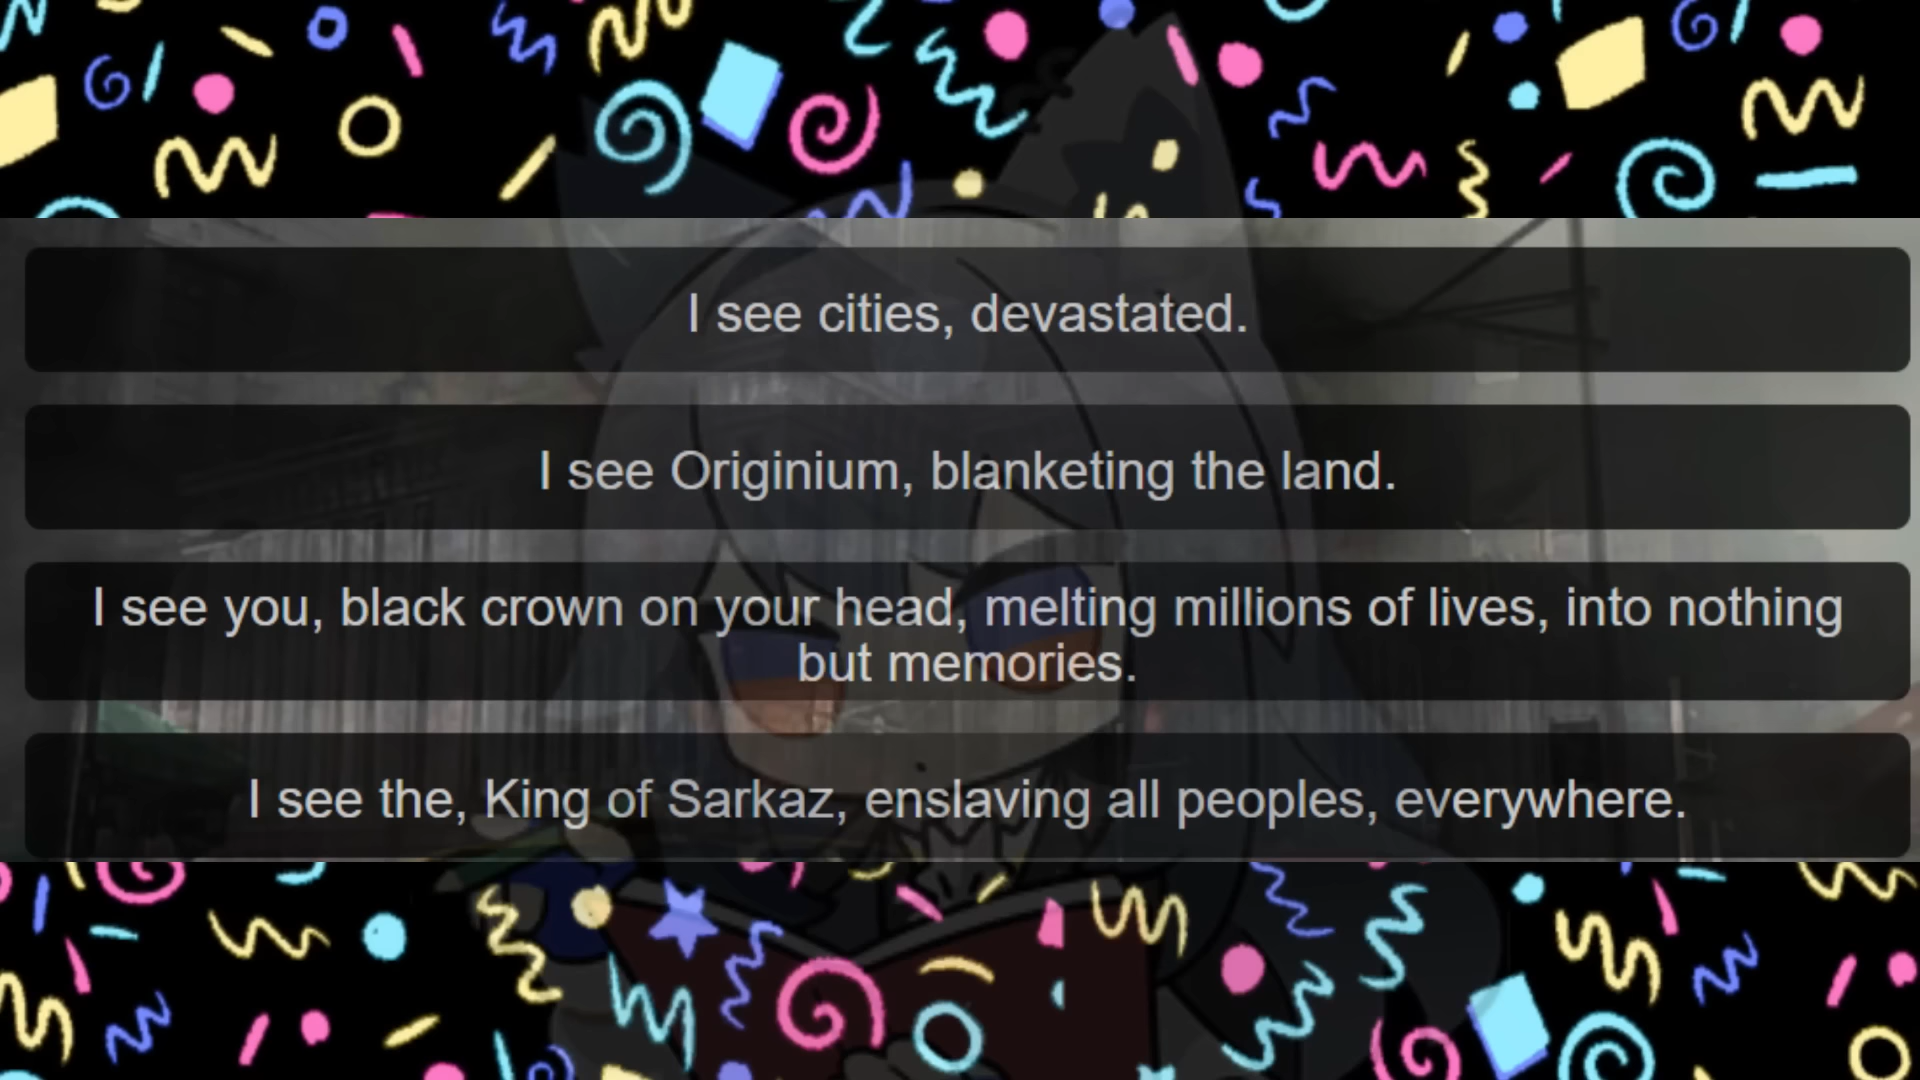 I see cities, devastated.
I see Originium, blanketing the land.
I see you, black crown on your head, melting millions of lives, into nothing
but memories.
I see the, King of Sarkaz, enslaving all peoples, everywhere.